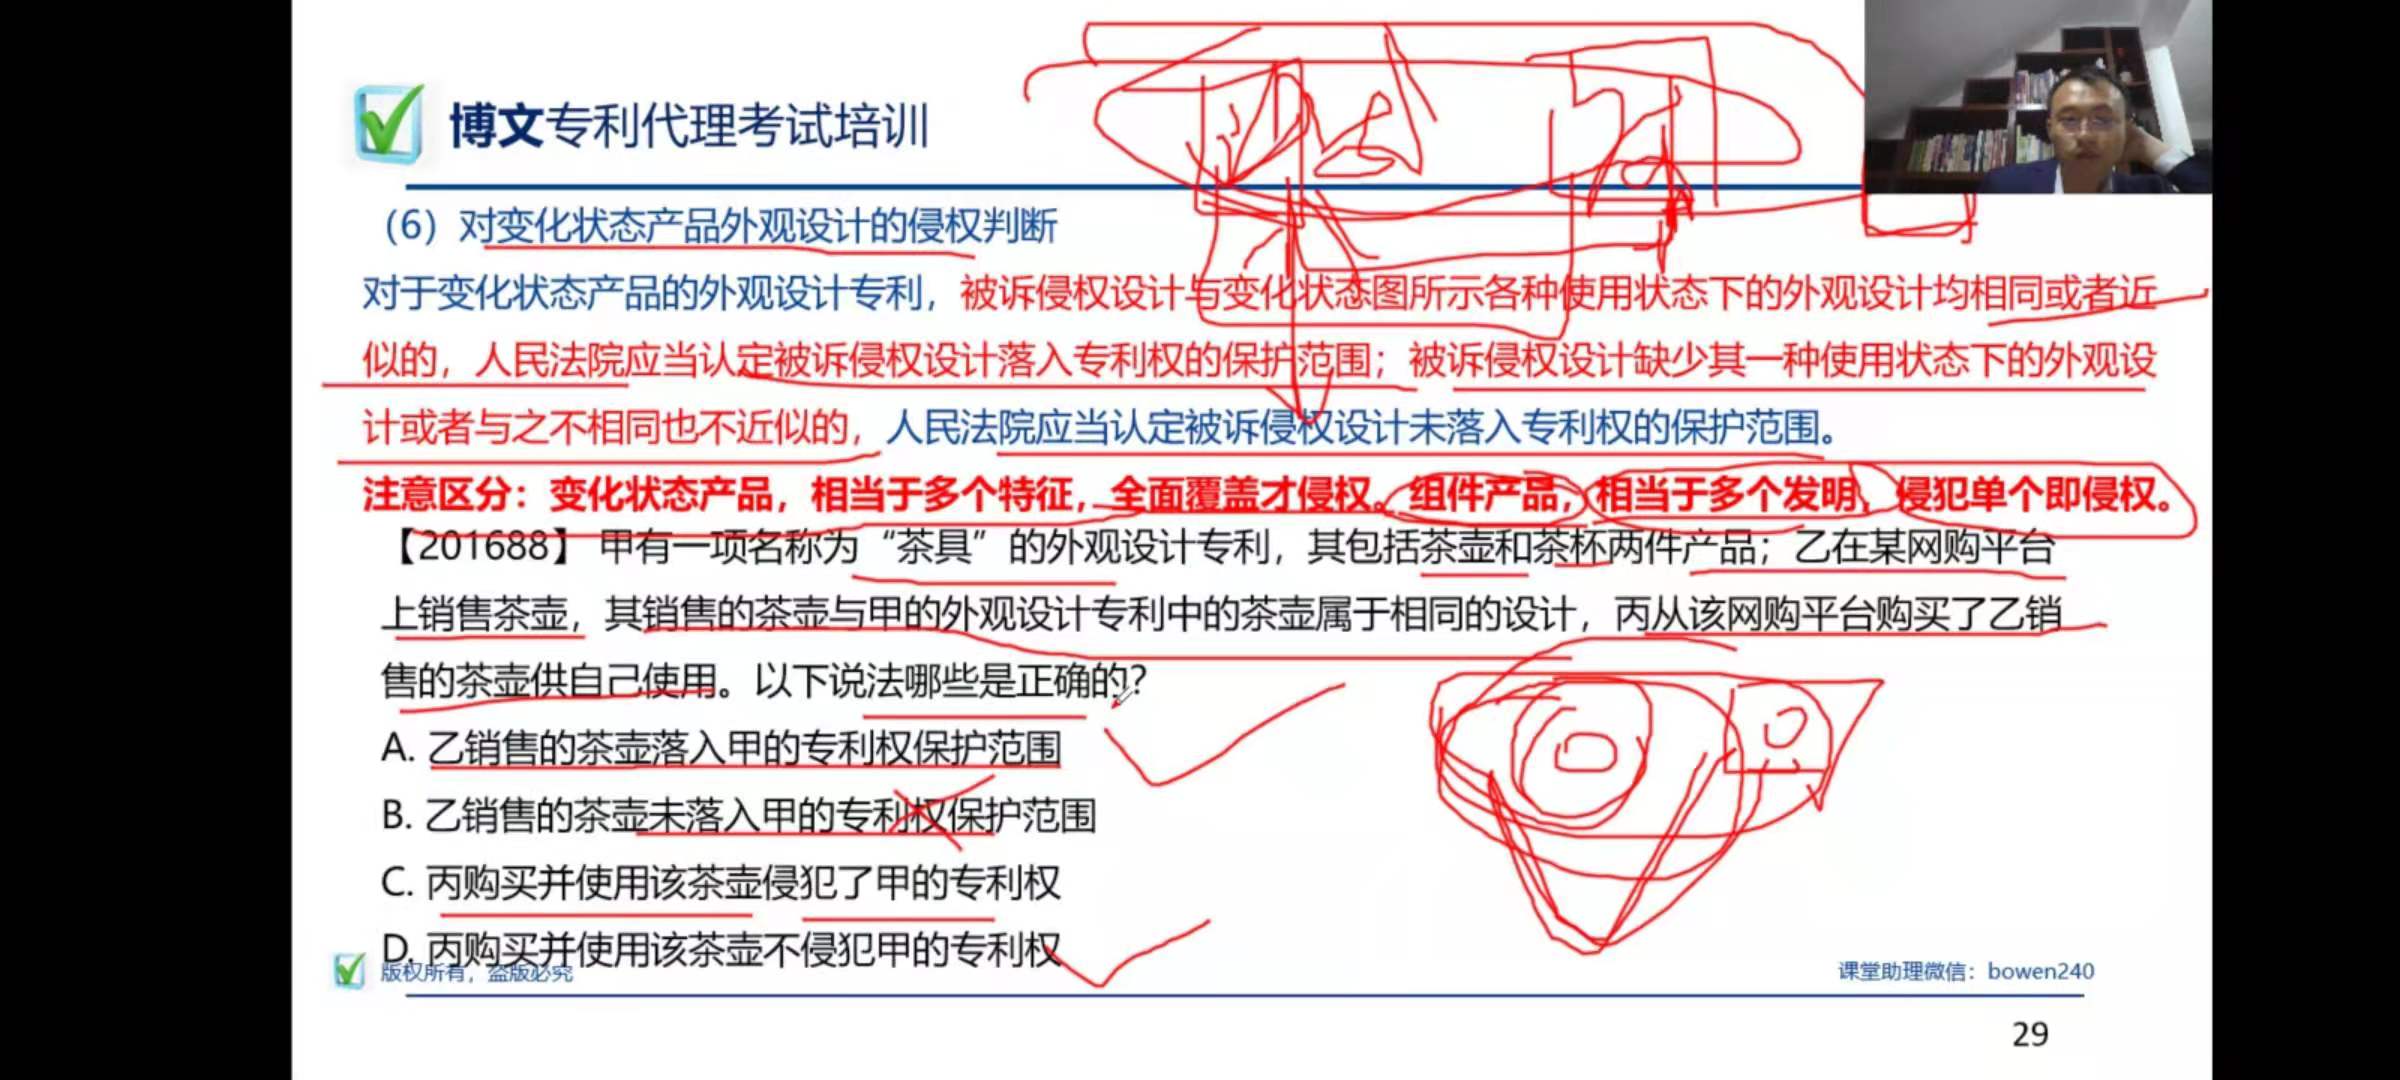 博文专利代理考试培训
（6）对变化状态产品外观设计的侵权判断
对于变化状态产品的外观设计专利，被诉侵权设计与变化状态图所示各种使用状态下的外观设计均相同或者近
似的，人民法院应当认定被诉侵权设计落入专利权的保护范围；被诉侵权设计缺少其一种使用状态下的外观设
计或者与之不相同也不近似的，人民法院应当认定被诉侵权设计未落入专利权的保护范围。
注意区分：变化状态产品，相当于多个特征，全面覆盖才侵权。组件产品，相当于多个发明，侵犯单个即侵权。
【201688】甲有一项名称为“茶具”的外观设计专利，其包括茶壶和茶杯两件产品；乙在某网购平台
上销售茶壶，其销售的茶壶与甲的外观设计专利中的茶壶属于相同的设计，丙从该网购平台购买了乙销
售的茶壶供自己使用。以下说法哪些是正确的?
A. 乙销售的茶壶落入甲的专利权保护范围
B. 乙销售的茶壶未落入甲的专利权保护范围
C. 丙购买并使用该茶壶侵犯了甲的专利权
D. 丙购买并使用该茶壶不侵犯甲的专利权
版权所有，盗版必究
课堂助理微信：bowen240
29